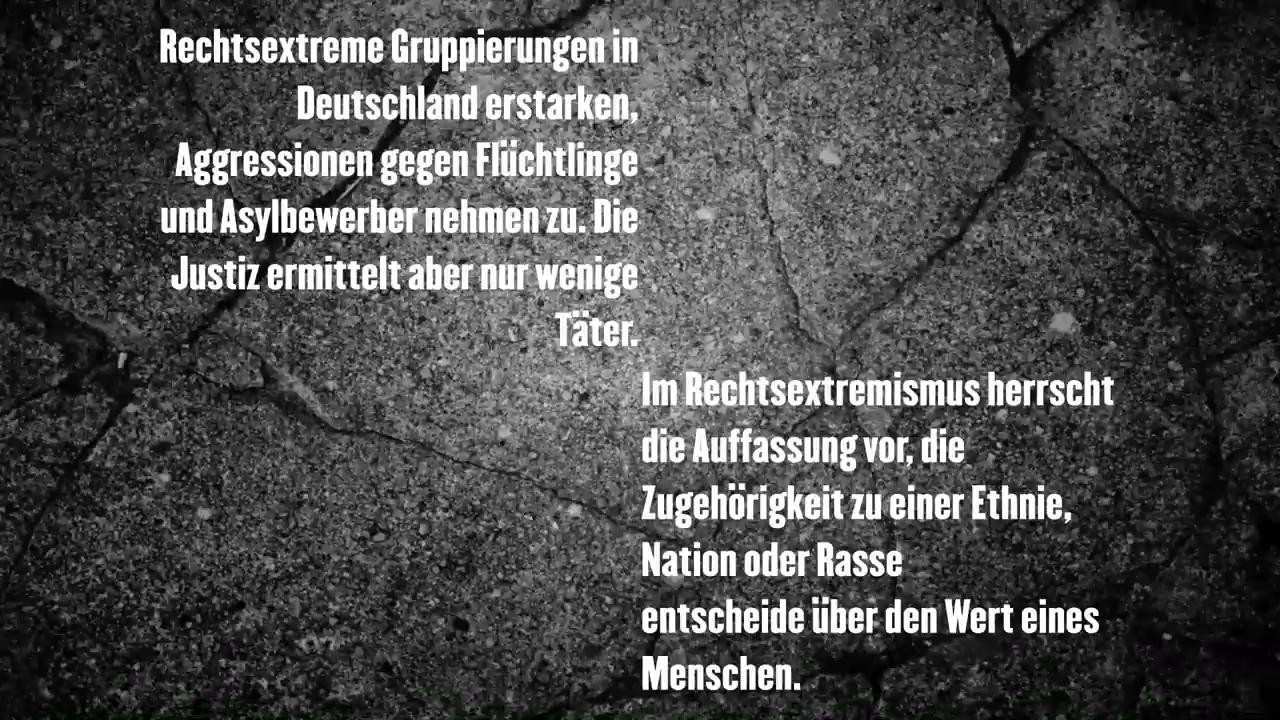 Rechtsextreme Gruppierungen in
Deutschland erstarken,
Aggressionen gegen Flüchtlinge
und Asylbewerber nehmen zu. Die
Justiz ermittelt aber nur wenige
Täter.
Im Rechtsextremismus herrscht
die Auffassung vor, die
Zugehörigkeit zu einer Ethnie,
Nation oder Rasse
entscheide über den Wert eines
Menschen.